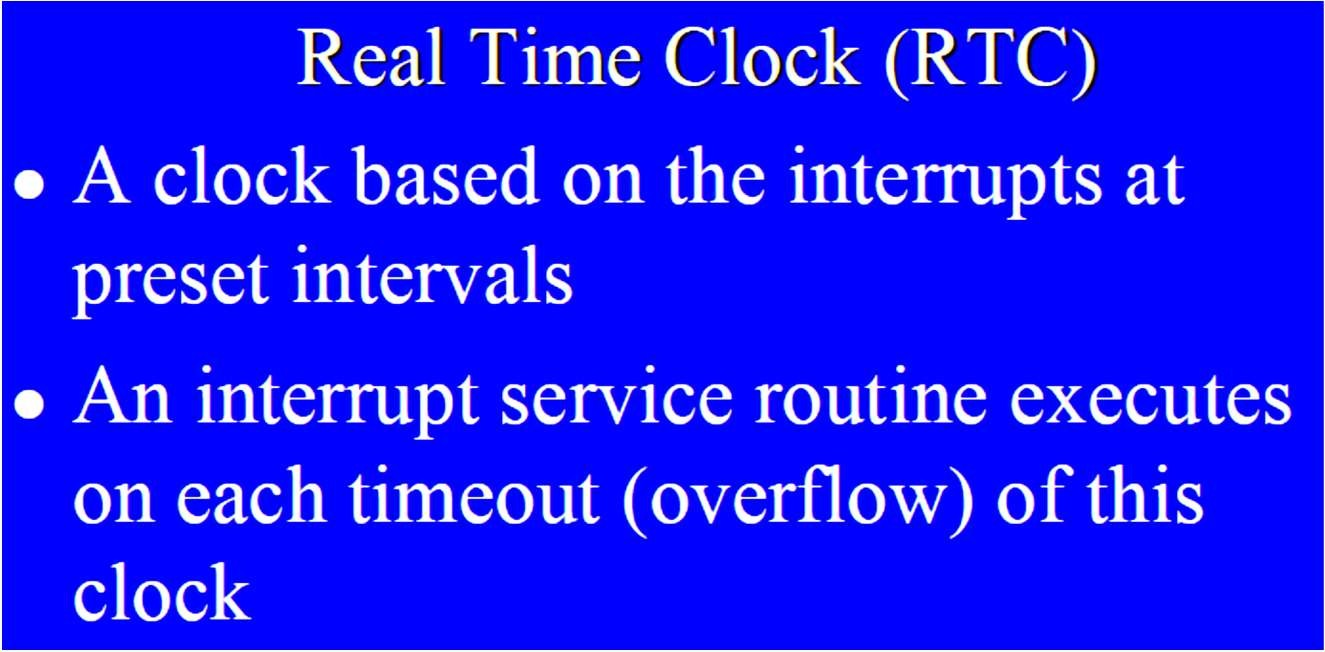 Real Time Clock (RTC)
• A clock based on the interrupts at
preset intervals
• An interrupt service routine executes
on each timeout (overflow) of this
clock